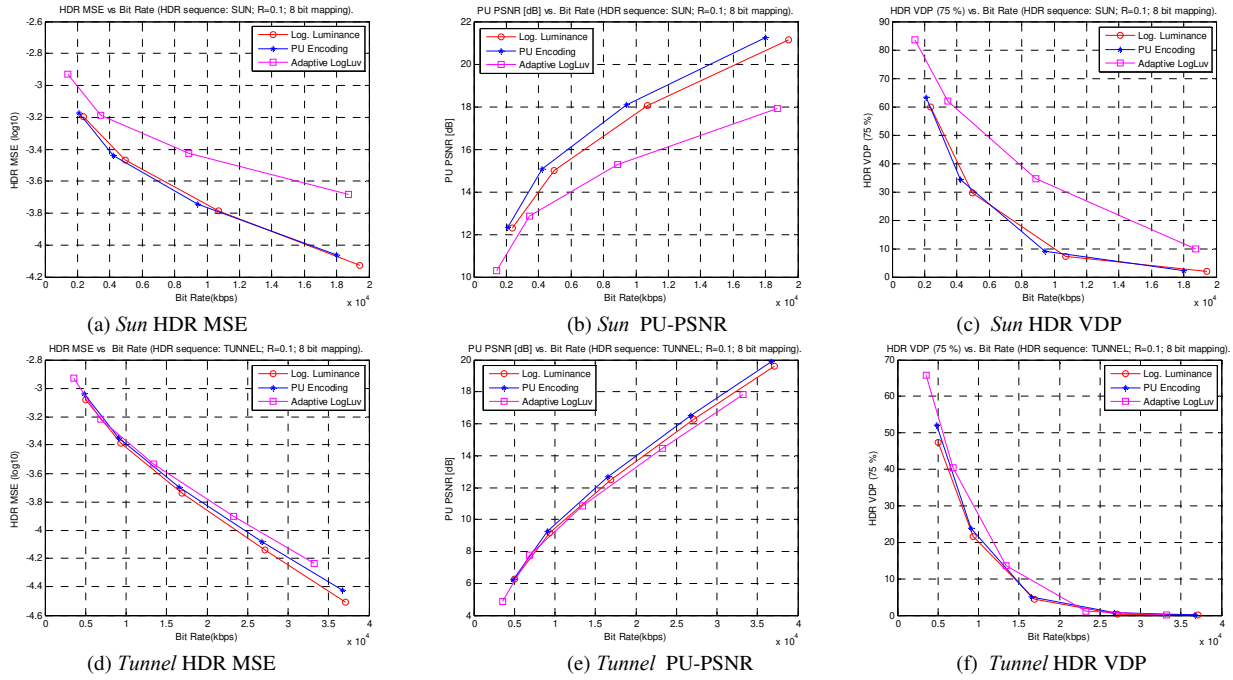 HDR MSE vs Bit Rate (HDR sequence: SUN; R=0.1; 8 bit mapping).
-2.6
-2.8
-3
-3.2
-3.4
-3.6
-3.8
-4
-4.2
HDR MSE (log10)
Log. Luminance
PU Encoding
Adaptive LogLuv
0 0.2 0.4 0.6 0.8 1 1.2 1.4 1.6 1.8 2
x 10^4
Bit Rate(kbps)
(a) Sun HDR MSE
PU PSNR [dB] vs. Bit Rate (HDR sequence: SUN; R=0.1; 8 bit mapping).
22
20
18
16
14
12
10
PU PSNR [dB]
Log. Luminance
PU Encoding
Adaptive LogLuv
0 0.2 0.4 0.6 0.8 1 1.2 1.4 1.6 1.8 2
x 10^4
Bit Rate(kbps)
(b) Sun PU-PSNR
HDR VDP (75 %) vs. Bit Rate (HDR sequence: SUN; R=0.1; 8 bit mapping).
90
80
70
60
50
40
30
20
10
0
HDR VDP (75 %)
Log. Luminance
PU Encoding
Adaptive LogLuv
0 0.2 0.4 0.6 0.8 1 1.2 1.4 1.6 1.8 2
x 10^4
Bit Rate(kbps)
(c) Sun HDR VDP
HDR MSE vs Bit Rate (HDR sequence: TUNNEL; R=0.1; 8 bit mapping).
-2.8
-3
-3.2
-3.4
-3.6
-3.8
-4
-4.2
-4.4
-4.6
HDR MSE (log10)
Log. Luminance
PU Encoding
Adaptive LogLuv
0 0.5 1 1.5 2 2.5 3 3.5 4
x 10^4
Bit Rate(kbps)
(d) Tunnel HDR MSE
PU PSNR [dB] vs. Bit Rate (HDR sequence: TUNNEL; R=0.1; 8 bit mapping).
20
18
16
14
12
10
8
6
4
PU PSNR [dB]
Log. Luminance
PU Encoding
Adaptive LogLuv
0 0.5 1 1.5 2 2.5 3 3.5 4
x 10^4
Bit Rate(kbps)
(e) Tunnel PU-PSNR
HDR VDP (75 %) vs. Bit Rate (HDR sequence: TUNNEL; R=0.1; 8 bit mapping).
70
60
50
40
30
20
10
0
HDR VDP (75 %)
Log. Luminance
PU Encoding
Adaptive LogLuv
0 0.5 1 1.5 2 2.5 3 3.5 4
x 10^4
Bit Rate(kbps)
(f) Tunnel HDR VDP